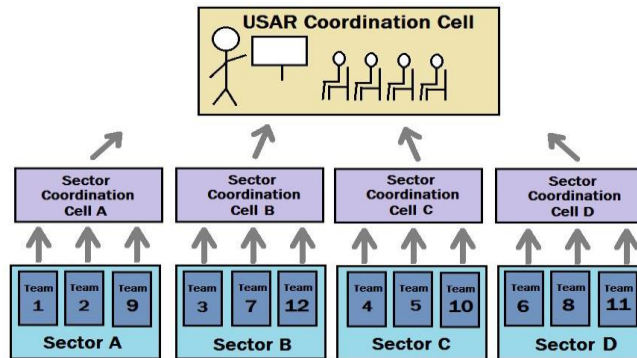 USAR Coordination Cell
Sector
Coordination
Cell A
Sector
Coordination
Cell B
Sector
Coordination
Cell C
Sector
Coordination
Cell D
Team
1
Team
2
Team
9
Sector A
Team
3
Team
7
Team
12
Sector B
Team
4
Team
5
Team
10
Sector C
Team
6
Team
8
Team
11
Sector D